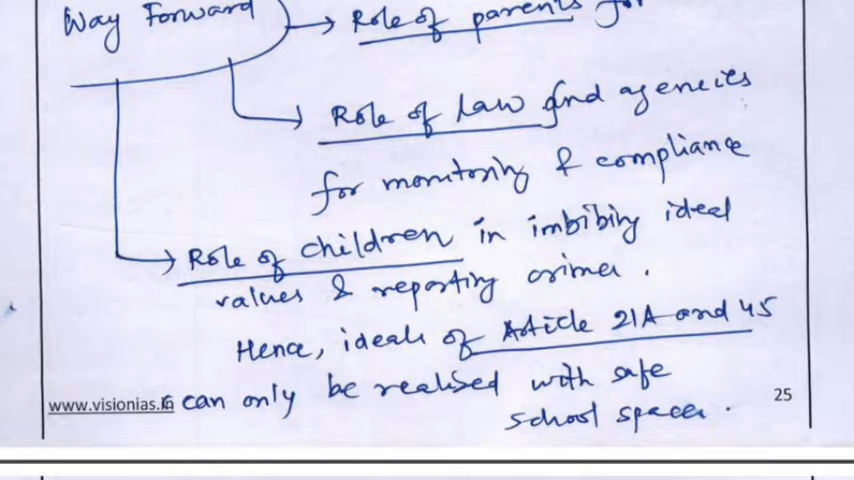 Way Forward → Role of parents for
→ Role of law and agencies
for monitoring & compliance
→ Role of children in imbibing ideal
values & reporting crimes.
Hence, ideals of Article 21A and 45
can only be realised with safe
school spaces.
www.visionias.in
25